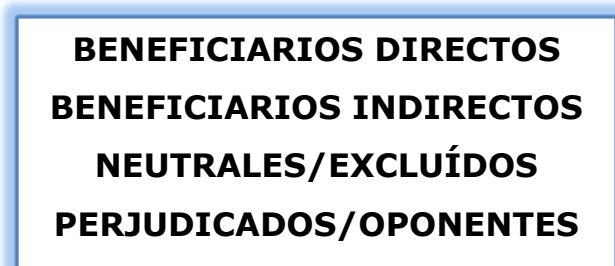 BENEFICIARIOS DIRECTOS
BENEFICIARIOS INDIRECTOS
NEUTRALES/EXCLUÍDOS
PERJUDICADOS/OPONENTES